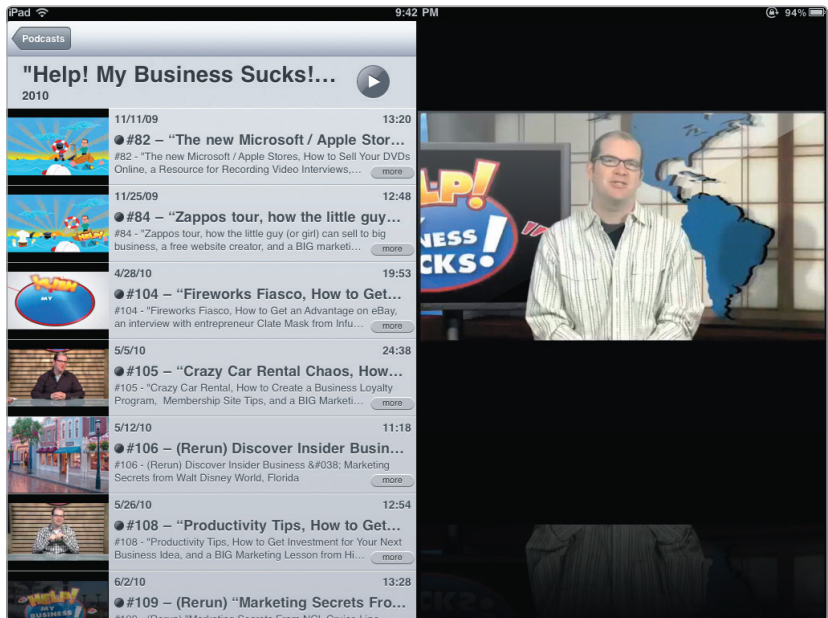 iPad 9:42 PM 94%
Podcasts
"Help! My Business Sucks!...
2010
11/11/09 13:20
#82 – “The new Microsoft / Apple Stor...
#82 - "The new Microsoft / Apple Stores, How to Sell Your DVDs
Online, a Resource for Recording Video Interviews,... more
11/25/09 12:48
#84 – “Zappos tour, how the little guy...
#84 - "Zappos tour, how the little guy (or girl) can sell to big
business, a free website creator, and a BIG marketi... more
4/28/10 19:53
#104 – “Fireworks Fiasco, How to Get...
#104 - "Fireworks Fiasco, How to Get an Advantage on eBay,
an interview with entrepreneur Clate Mask from Infu... more
5/5/10 24:38
#105 – “Crazy Car Rental Chaos, How...
#105 - "Crazy Car Rental, How to Create a Business Loyalty
Program, Membership Site Tips, and a BIG Marketi... more
5/12/10 11:18
#106 – (Rerun) Discover Insider Busin...
#106 - (Rerun) Discover Insider Business &#038; Marketing
Secrets from Walt Disney World, Florida more
5/26/10 12:54
#108 – “Productivity Tips, How to Get...
#108 - "Productivity Tips, How to Get Investment for Your Next
Business Idea, and a BIG Marketing Lesson from Hi... more
6/2/10 13:28
#109 – (Rerun) “Marketing Secrets Fro...
HELP!
MY
BUSINESS
HELP!
MY
NESS
CKS!